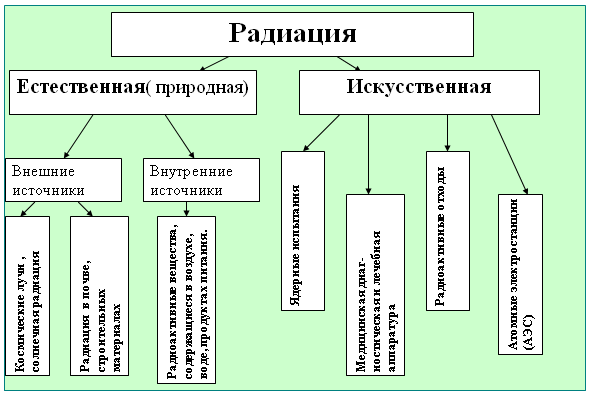 Радиация
Естественная( природная)
Искусственная
Внешние
источники
Внутренние
источники
Космические лучи ,
солнечная радиация
Радиация в почве,
строительных
материалах
Радиоактивные вещества,
содержащиеся в воздухе,
воде,продуктах питания.
Ядерные испытания
Медицинская диаг-
ностическая и лечебная
аппаратура
Радиоактивные отходы
Атомные электростанции
(АЭС)